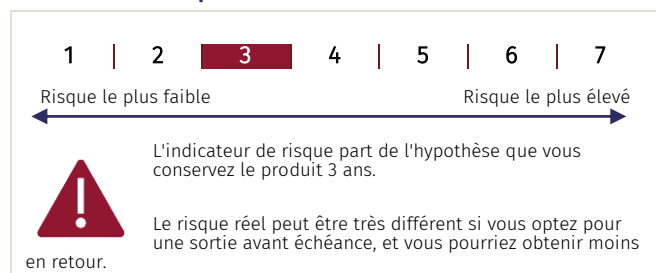 1 | 2 | 3 | 4 | 5 | 6 | 7
Risque le plus faible Risque le plus élevé
L'indicateur de risque part de l'hypothèse que vous
conservez le produit 3 ans.
Le risque réel peut être très différent si vous optez pour
une sortie avant échéance, et vous pourriez obtenir moins
en retour.